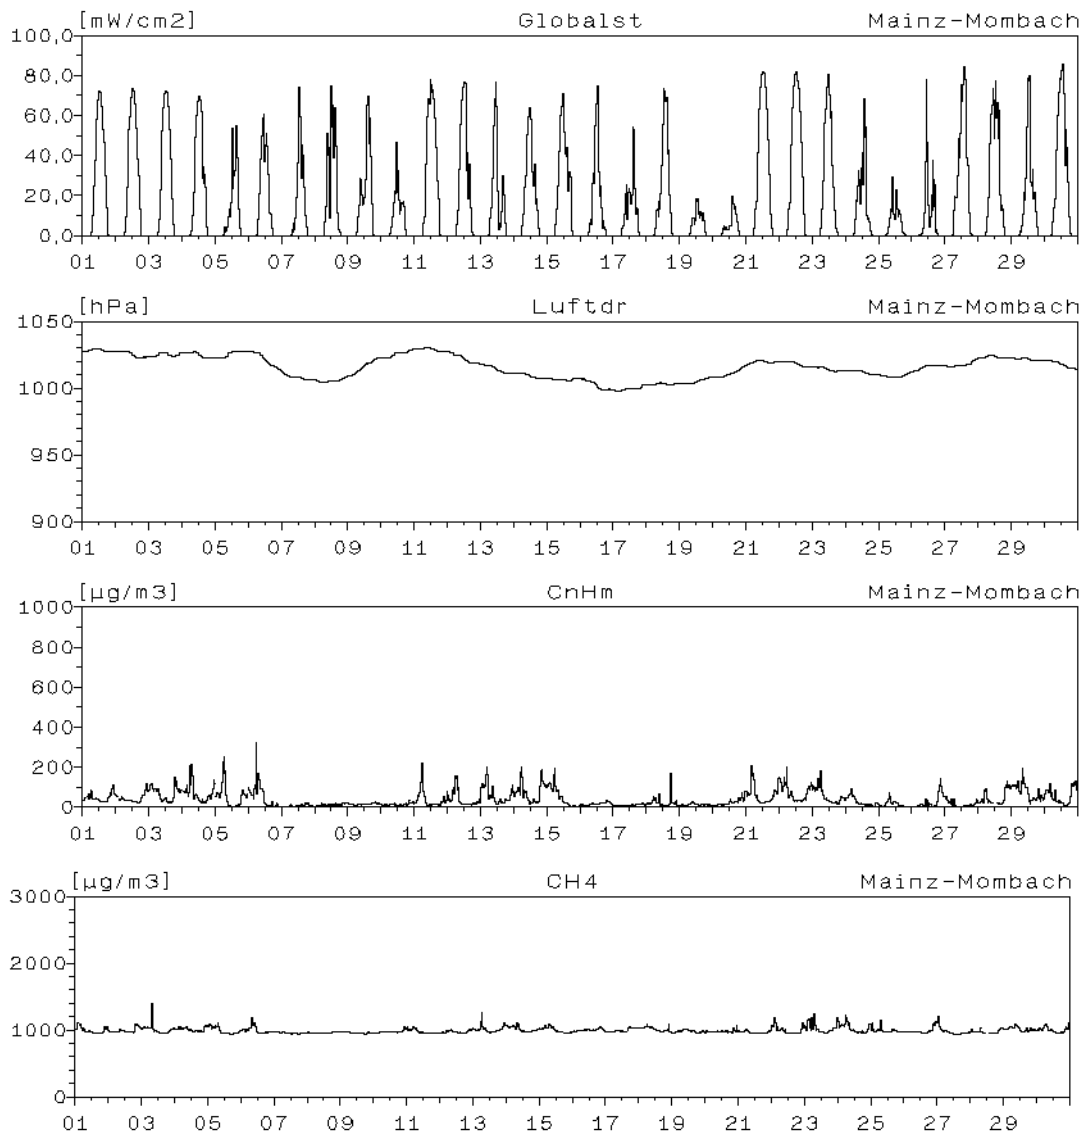 [mW/cm2] Globalst Mainz-Mombach
100,0
80,0
60,0
40,0
20,0
0,0
01 03 05 07 09 11 13 15 17 19 21 23 25 27 29
[hPa] Luftdr Mainz-Mombach
1050
1000
950
900
01 03 05 07 09 11 13 15 17 19 21 23 25 27 29
[µg/m3] CnHm Mainz-Mombach
1000
800
600
400
200
0
01 03 05 07 09 11 13 15 17 19 21 23 25 27 29
[µg/m3] CH4 Mainz-Mombach
3000
2000
1000
0
01 03 05 07 09 11 13 15 17 19 21 23 25 27 29